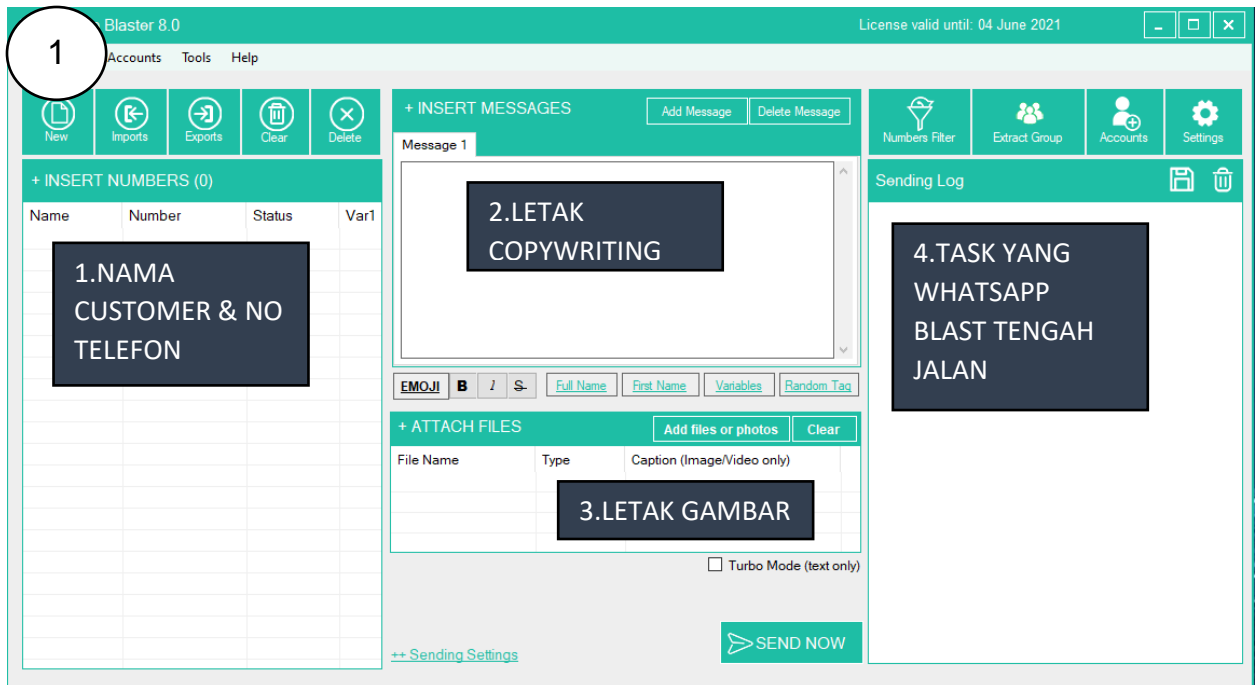 1
Blaster 8.0
License valid until: 04 June 2021
Accounts Tools Help
New Imports Exports Clear Delete
+ INSERT NUMBERS (0)
Name Number Status Var1
1.NAMA
CUSTOMER & NO
TELEFON
+ INSERT MESSAGES Add Message Delete Message
Message 1
2.LETAK
COPYWRITING
EMOJI B I S Full Name First Name Variables Random Tag
+ ATTACH FILES Add files or photos Clear
File Name Type Caption (Image/Video only)
3.LETAK GAMBAR
Turbo Mode (text only)
++ Sending Settings
SEND NOW
Numbers Filter Extract Group Accounts Settings
Sending Log
4.TASK YANG
WHATSAPP
BLAST TENGAH
JALAN